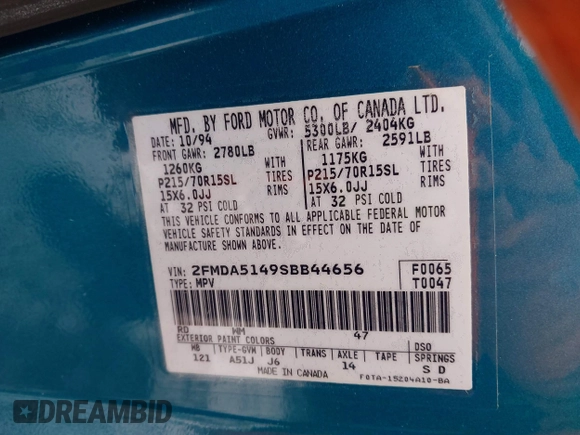 MFD. BY FORD MOTOR CO. OF CANADA LTD.
DATE: 10/94 GVWR: 5300LB/ 2404KG
FRONT GAWR: 2780LB REAR GAWR: 2591LB
1260KG WITH 1175KG WITH
P215/70R15SL TIRES P215/70R15SL TIRES
15X6.0JJ RIMS 15X6.0JJ RIMS
AT 32 PSI COLD AT 32 PSI COLD
THIS VEHICLE CONFORMS TO ALL APPLICABLE FEDERAL MOTOR
VEHICLE SAFETY STANDARDS IN EFFECT ON THE DATE OF
MANUFACTURE SHOWN ABOVE.
VIN: 2FMDA5149SBB44656 F0065
TYPE: MPV T0047
RD WM 47
EXTERIOR PAINT COLORS DSO
WB TYPE-GVW BODY TRANS AXLE TAPE SPRINGS
121 A51J J6 14 S D
MADE IN CANADA F0TA-15Z04A10-BA
DREAMBID